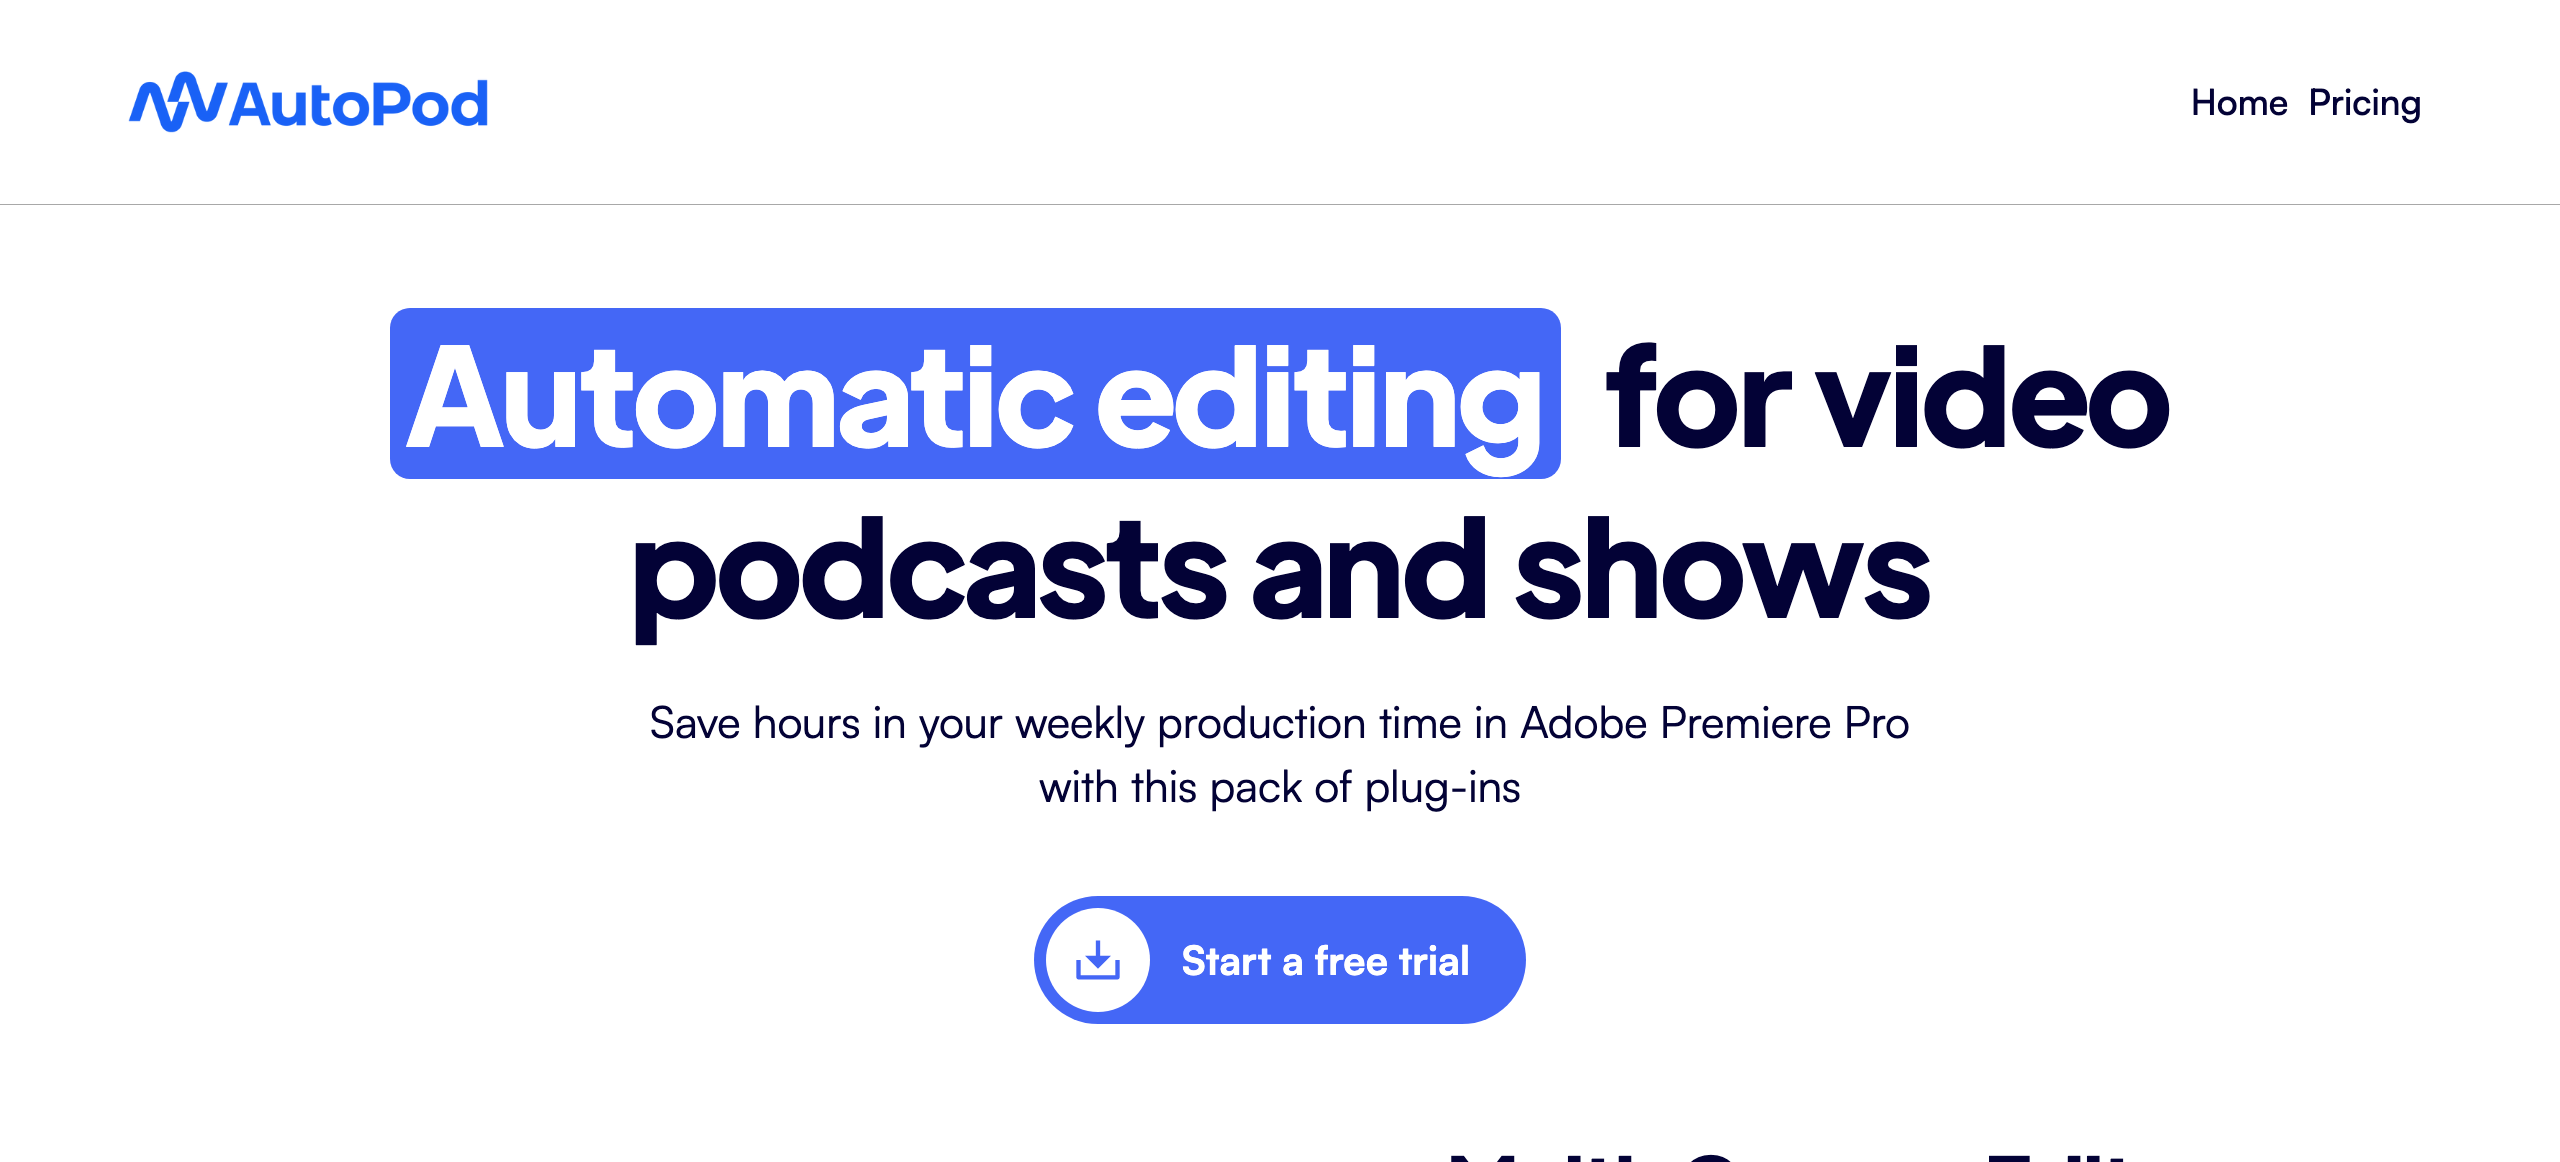 AutoPod
Home Pricing
Automatic editing for video
podcasts and shows
Save hours in your weekly production time in Adobe Premiere Pro
with this pack of plug-ins
Start a free trial